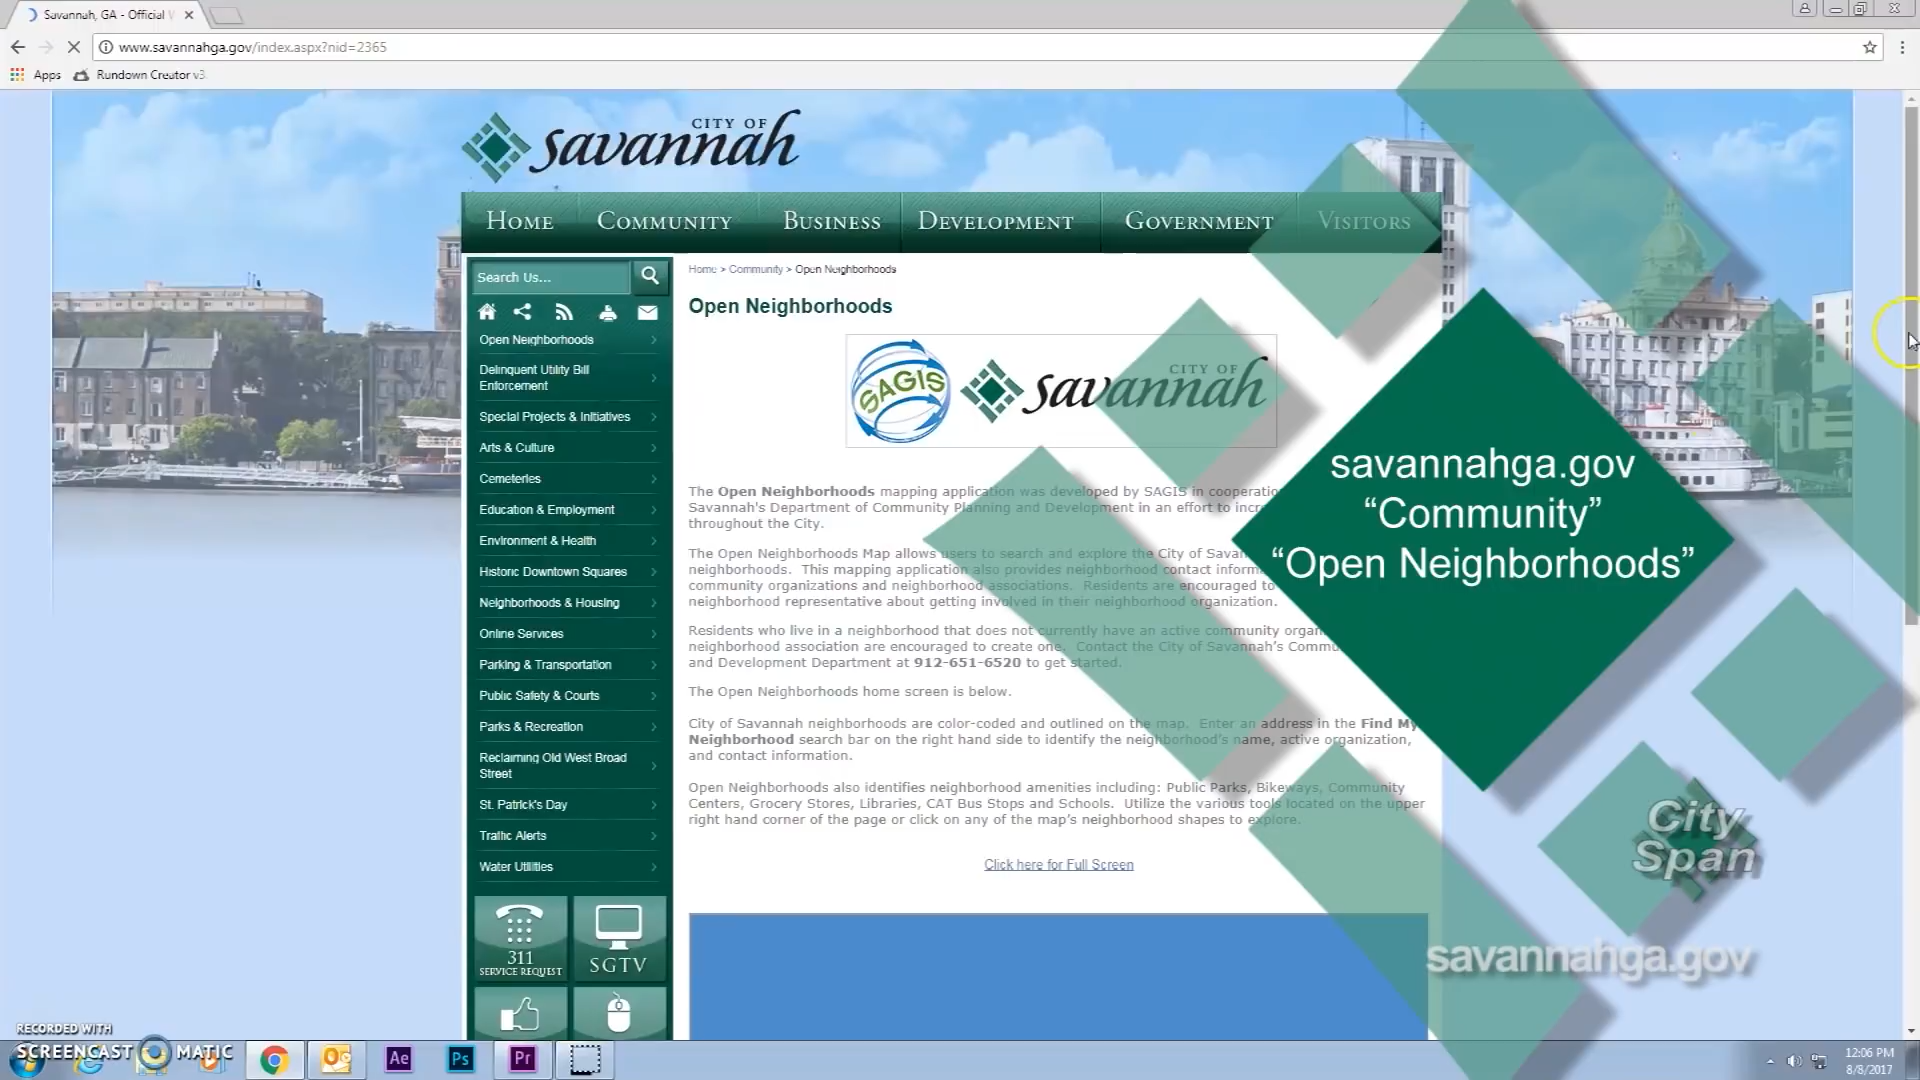 Savannah, GA - Official
www.savannahga.gov/index.aspx?nid=2365
Apps Rundown Creator v3
CITY OF
savannah
HOME COMMUNITY BUSINESS DEVELOPMENT GOVERNMENT VISITORS
Search Us...
Open Neighborhoods
Delinquent Utility Bill
Enforcement
Special Projects & Initiatives
Arts & Culture
Cemeteries
Education & Employment
Environment & Health
Historic Downtown Squares
Neighborhoods & Housing
Online Services
Parking & Transportation
Public Safety & Courts
Parks & Recreation
Reclaiming Old West Broad
Street
St. Patrick's Day
Traffic Alerts
Water Utilities
311
SERVICE REQUEST
SGTV
Home > Community > Open Neighborhoods
Open Neighborhoods
SAGIS
CITY OF
savannah
The Open Neighborhoods mapping application was developed by SAGIS in
Savannah's Department of Community Planning and Development in an effort to
throughout the City.
The Open Neighborhoods Map allows users to search and explore the City of
neighborhoods. This mapping application also provides neighborhood contact
community organizations and neighborhood associations. Residents are encouraged to
neighborhood representative about getting involved in their neighborhood organization.
Residents who live in a neighborhood that does not currently have an active community
neighborhood association are encouraged to create one. Contact the City of Savannah's
and Development Department at 912-651-6520 to get started.
The Open Neighborhoods home screen is below.
City of Savannah neighborhoods are color-coded and outlined on the map. Enter an address in the Find My
Neighborhood search bar on the right hand side to identify the neighborhood's name, active organization,
and contact information.
Open Neighborhoods also identifies neighborhood amenities including: Public Parks, Bikeways, Community
Centers, Grocery Stores, Libraries, CAT Bus Stops and Schools. Utilize the various tools located on the upper
right hand corner of the page or click on any of the map's neighborhood shapes to explore.
Click here for Full Screen
savannahga.gov
“Community”
“Open Neighborhoods”
City
Span
savannahga.gov
RECORDED WITH
SCREENCAST MATIC
Ae Ps Pr
12:06 PM
8/8/2017